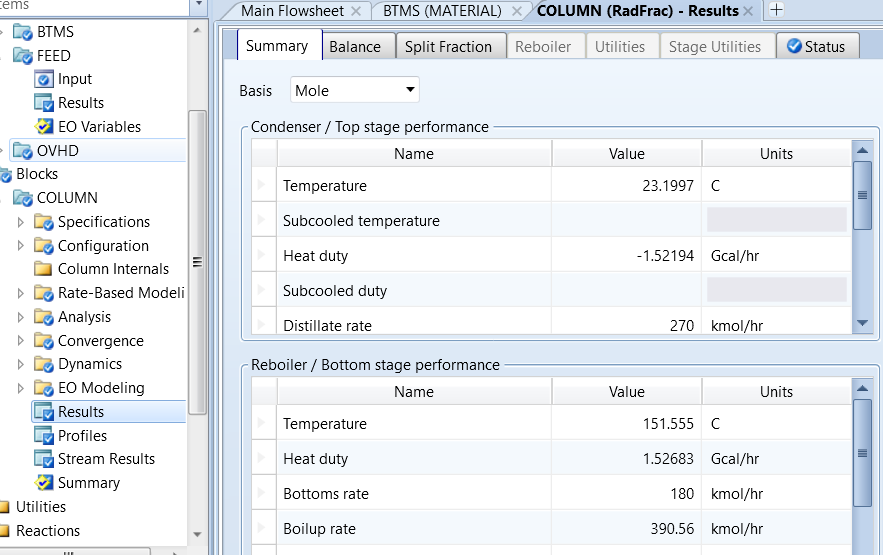 tems
BTMS
FEED
Input
Results
EO Variables
OVHD
Blocks
COLUMN
Specifications
Configuration
Column Internals
Rate-Based Modeli
Analysis
Convergence
Dynamics
EO Modeling
Results
Profiles
Stream Results
Summary
Utilities
Reactions
Main Flowsheet × BTMS (MATERIAL) × COLUMN (RadFrac) - Results × +
Summary Balance Split Fraction Reboiler Utilities Stage Utilities Status
Basis Mole
Condenser / Top stage performance
Name Value Units
Temperature 23.1997 C
Subcooled temperature
Heat duty -1.52194 Gcal/hr
Subcooled duty
Distillate rate 270 kmol/hr
Reboiler / Bottom stage performance
Name Value Units
Temperature 151.555 C
Heat duty 1.52683 Gcal/hr
Bottoms rate 180 kmol/hr
Boilup rate 390.56 kmol/hr